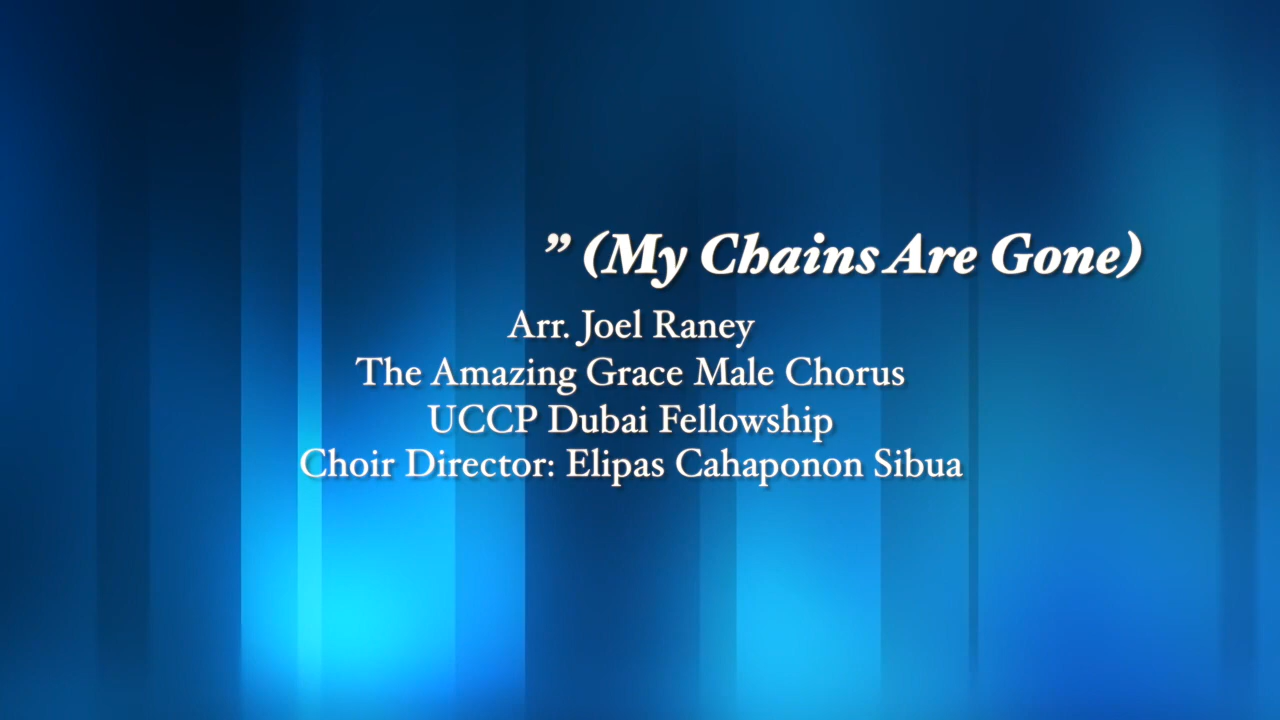 ” (My Chains Are Gone)
Arr. Joel Raney
The Amazing Grace Male Chorus
UCCP Dubai Fellowship
Choir Director: Elipas Cahaponon Sibua